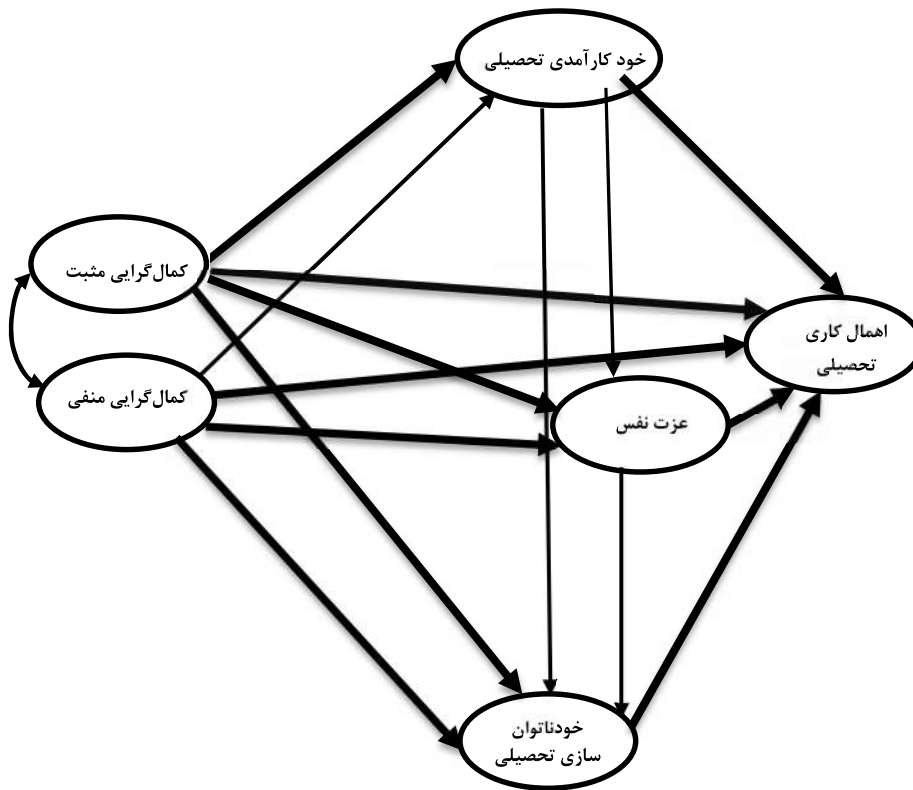 خود کارآمدی تحصیلی
کمال‌گرایی مثبت
اهمال کاری
تحصیلی
کمال‌گرایی منفی
عزت نفس
خودناتوان
سازی تحصیلی